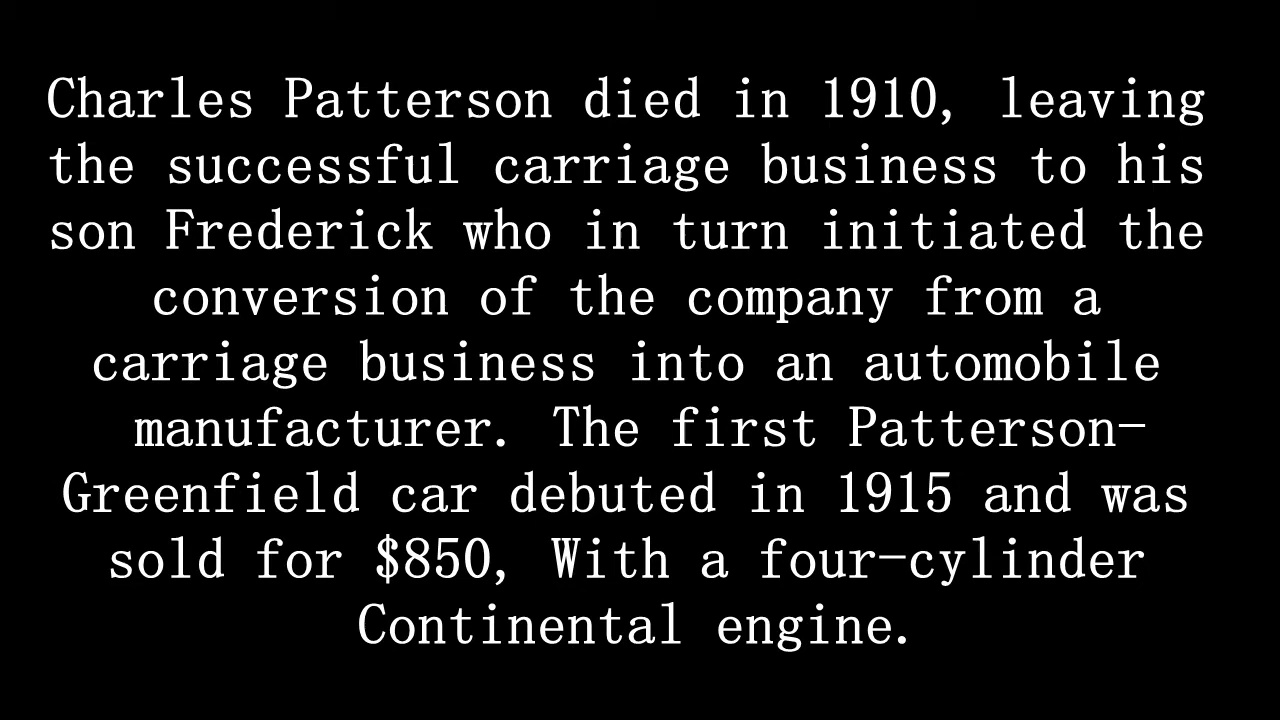 Charles Patterson died in 1910, leaving
the successful carriage business to his
son Frederick who in turn initiated the
conversion of the company from a
carriage business into an automobile
manufacturer. The first Patterson-
Greenfield car debuted in 1915 and was
sold for $850, With a four-cylinder
Continental engine.